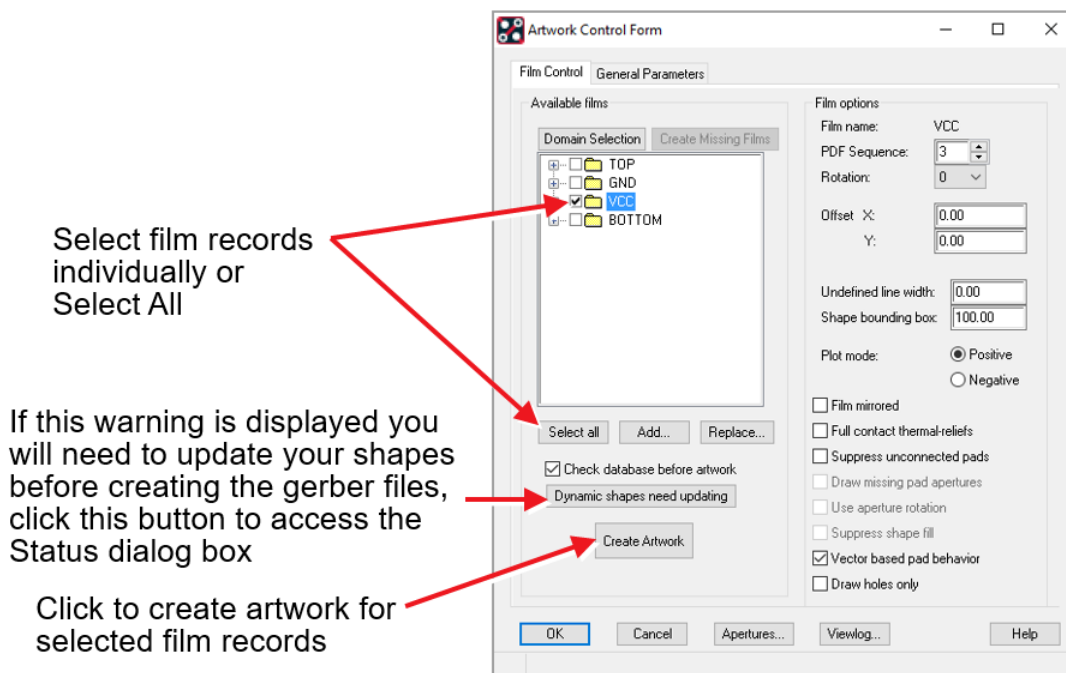 Artwork Control Form
Film Control General Parameters
Available films
Domain Selection Create Missing Films
TOP
GND
VCC
BOTTOM
Select all Add... Replace...
Check database before artwork
Dynamic shapes need updating
Create Artwork
Film options
Film name: VCC
PDF Sequence: 3
Rotation: 0
Offset X: 0.00
Y: 0.00
Undefined line width: 0.00
Shape bounding box: 100.00
Plot mode: Positive
Negative
Film mirrored
Full contact thermal-reliefs
Suppress unconnected pads
Draw missing pad apertures
Use aperture rotation
Suppress shape fill
Vector based pad behavior
Draw holes only
OK Cancel Apertures... Viewlog... Help
Select film records
individually or
Select All
If this warning is displayed you
will need to update your shapes
before creating the gerber files,
click this button to access the
Status dialog box
Click to create artwork for
selected film records